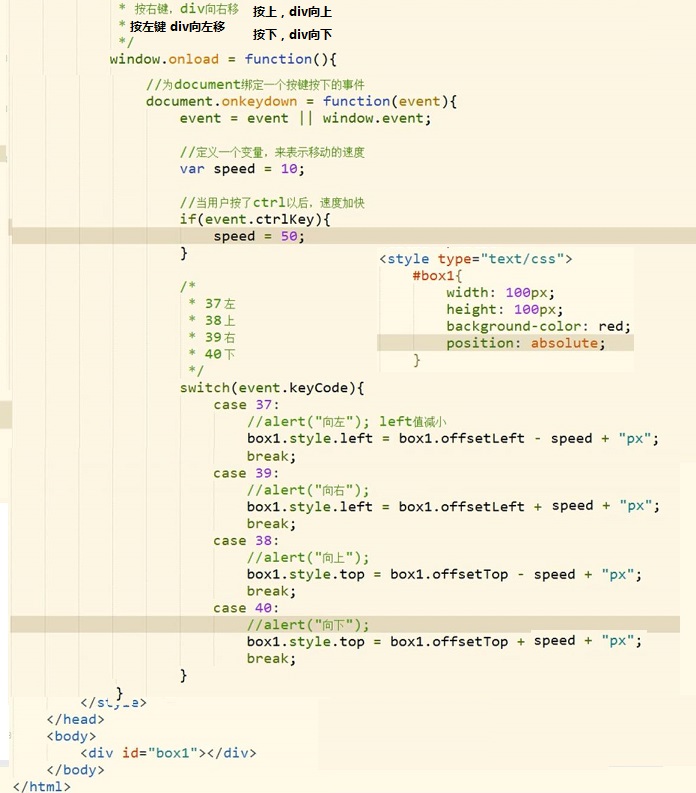 * 按右键，div向右移 按上，div向上
* 按左键 div向左移 按下，div向下
*/
window.onload = function(){
//为document绑定一个按键按下的事件
document.onkeydown = function(event){
event = event || window.event;
//定义一个变量，来表示移动的速度
var speed = 10;
//当用户按了ctrl以后，速度加快
if(event.ctrlKey){
speed = 50;
}
<style type="text/css">
#box1{
width: 100px;
height: 100px;
background-color: red;
position: absolute;
}
/*
* 37左
* 38上
* 39右
* 40下
*/
switch(event.keyCode){
case 37:
//alert("向左"); left值减小
box1.style.left = box1.offsetLeft - speed + "px";
break;
case 39:
//alert("向右");
box1.style.left = box1.offsetLeft + speed + "px";
break;
case 38:
//alert("向上");
box1.style.top = box1.offsetTop - speed + "px";
break;
case 40:
//alert("向下");
box1.style.top = box1.offsetTop + speed + "px";
break;
}
}
</style>
</head>
<body>
<div id="box1"></div>
</body>
</html>